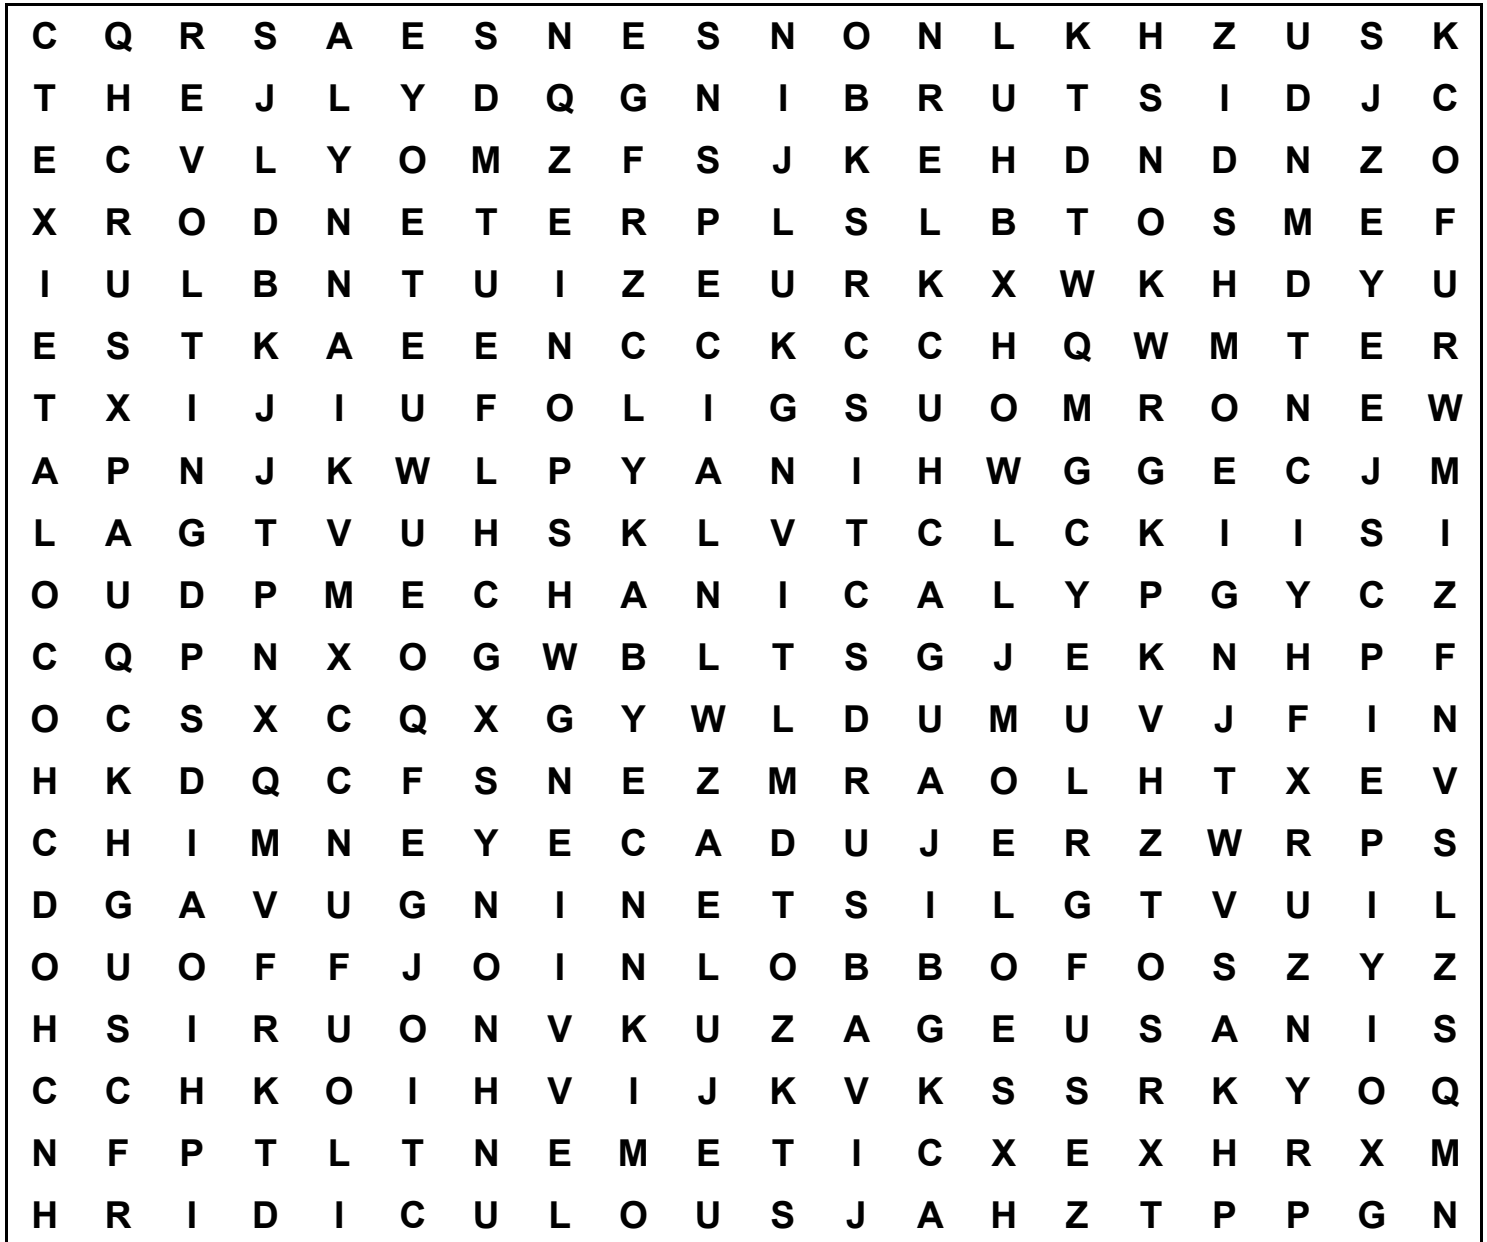 C Q R S A E S N E S N O N L K H Z U S K
T H E J L Y D Q G N I B R U T S I D J C
E C V L Y O M Z F S J K E H D N D N Z O
X R O D N E T E R P L S L B T O S M E F
I U L B N T U I Z E U R K X W K H D Y U
E S T K A E E N C C K C C H Q W M T E R
T X I J I U F O L I G S U O M R O N E W
A P N J K W L P Y A N I H W G G E C J M
L A G T V U H S K L V T C L C K I I S I
O U D P M E C H A N I C A L Y P G Y C Z
C Q P N X O G W B L T S G J E K N H P F
O C S X C Q X G Y W L D U M U V J F I N
H K D Q C F S N E Z M R A O L H T X E V
C H I M N E Y E C A D U J E R Z W R P S
D G A V U G N I N E T S I L G T V U I L
O U O F F J O I N L O B B O F O S Z Y Z
H S I R U O N V K U Z A G E U S A N I S
C C H K O I H V I J K V K S S R K Y O Q
N F P T L T N E M E T I C X E X H R X M
H R I D I C U L O U S J A H Z T P P G N